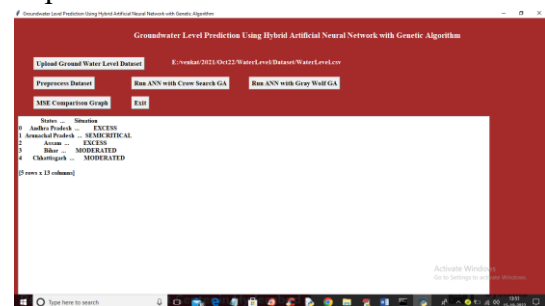 Groundwater Level Prediction Using Hybrid Artificial Neural Network with Genetic Algorithm
Groundwater Level Prediction Using Hybrid Artificial Neural Network with Genetic Algorithm
Upload Ground Water Level Dataset E:/venkat/2021/Oct22/WaterLevel/Dataset/WaterLevel.csv
Preprocess Dataset Run ANN with Crow Search GA Run ANN with Gray Wolf GA
MSE Comparison Graph Exit
States ... Situation
0 Andhra Pradesh ... EXCESS
1 Arunachal Pradesh ... SEMICRITICAL
2 Assam ... EXCESS
3 Bihar ... MODERATED
4 Chhattisgarh ... MODERATED
[5 rows x 13 columns]
Activate Windows
Go to Settings to activate Windows.
Type here to search